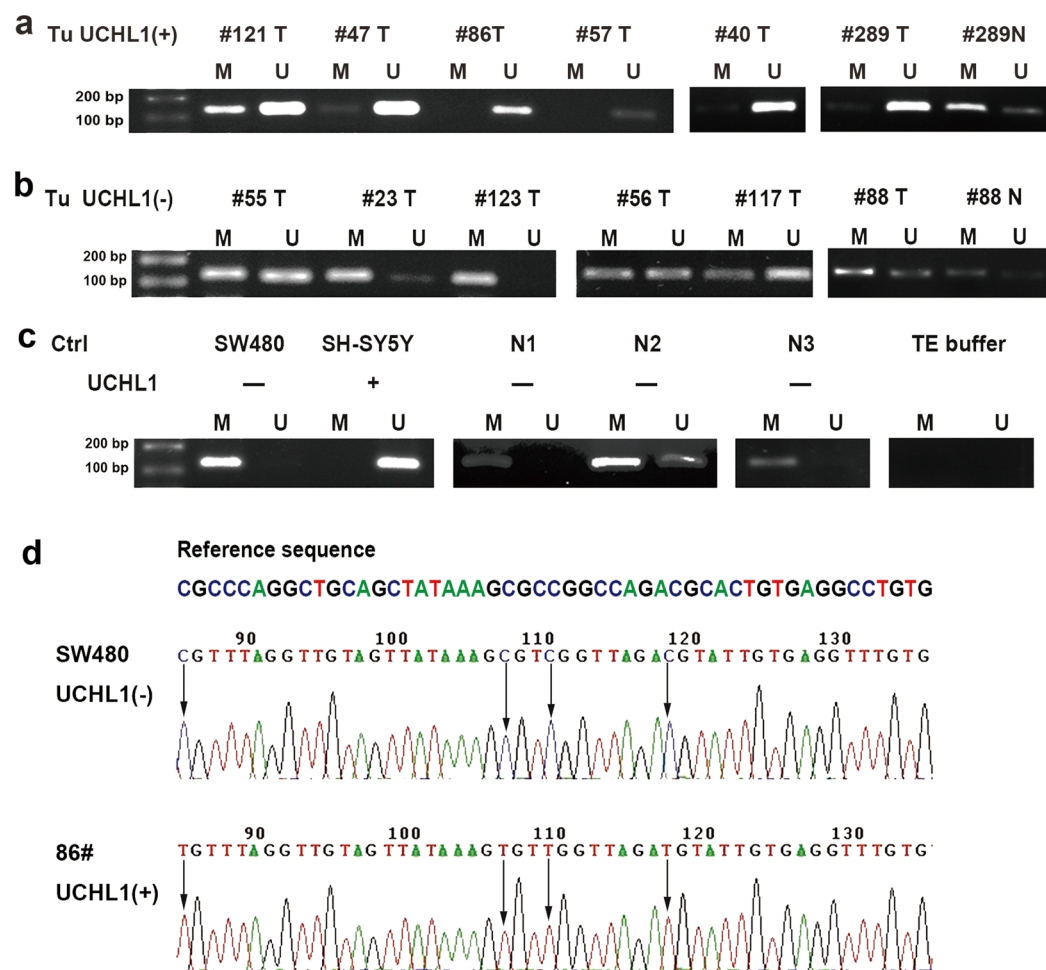 a
Tu UCHL1(+) #121 T #47 T #86T #57 T #40 T #289 T #289N
M U M U M U M U M U M U M U
200 bp
100 bp
b
Tu UCHL1(-) #55 T #23 T #123 T #56 T #117 T #88 T #88 N
M U M U M U M U M U M U M U
200 bp
100 bp
c
Ctrl SW480 SH-SY5Y N1 N2 N3 TE buffer
UCHL1 — + — — —
M U M U M U M U M U M U
200 bp
100 bp
d
Reference sequence
CGCCCAGGCTGCAGCTATAAAGCGCCGGCCAGACGCACTGTGAGGCCTGTG
90 100 110 120 130
SW480 CGTTTAGGTTGTAGTTATAAAGCGTCGGTTAGACGTATTGTGAGGTTTGTG
UCHL1(-)
90 100 110 120 130
86# TGTTTAGGTTGTAGTTATAAAGTGTTGGTTAGATGTATTGTGAGGTTTGTG
UCHL1(+)